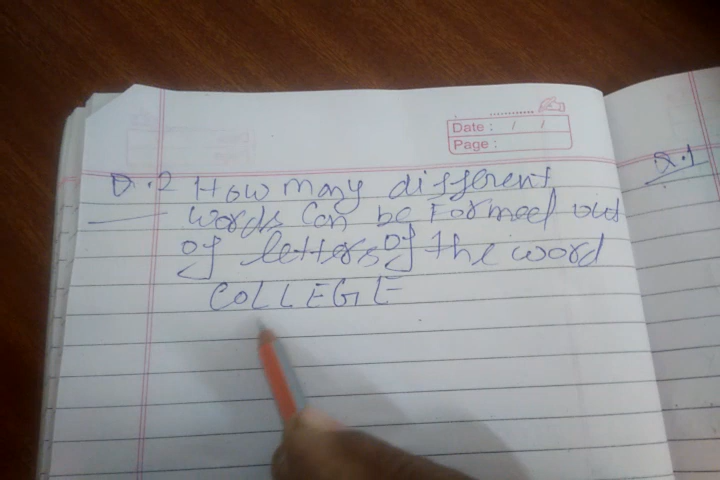 Date : / /
Page :
Q.1
Q.2 How many different
words can be Formed out
of letters of the word
COLLEGE